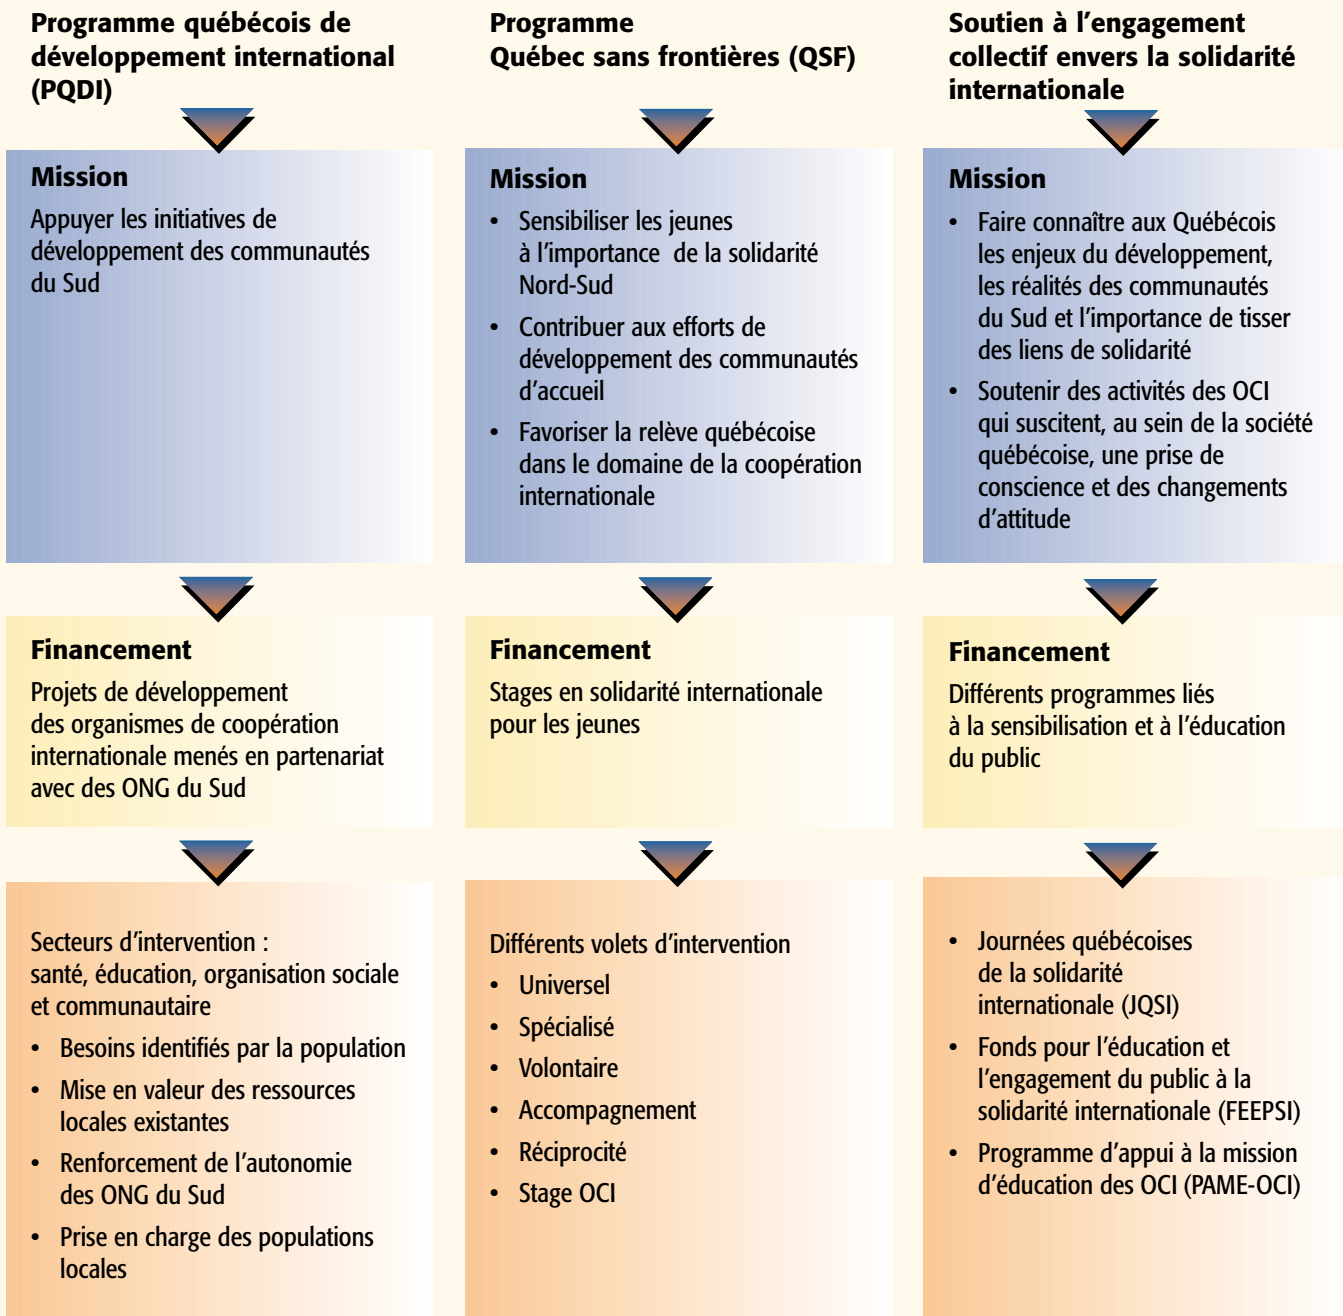 Programme québécois de
développement international
(PQDI)
Mission
Appuyer les initiatives de
développement des communautés
du Sud
Financement
Projets de développement
des organismes de coopération
internationale menés en partenariat
avec des ONG du Sud
Secteurs d'intervention :
santé, éducation, organisation sociale
et communautaire
• Besoins identifiés par la population
• Mise en valeur des ressources
locales existantes
• Renforcement de l'autonomie
des ONG du Sud
• Prise en charge des populations
locales
Programme
Québec sans frontières (QSF)
Mission
• Sensibiliser les jeunes
à l'importance de la solidarité
Nord-Sud
• Contribuer aux efforts de
développement des communautés
d'accueil
• Favoriser la relève québécoise
dans le domaine de la coopération
internationale
Financement
Stages en solidarité internationale
pour les jeunes
Différents volets d'intervention
• Universel
• Spécialisé
• Volontaire
• Accompagnement
• Réciprocité
• Stage OCI
Soutien à l'engagement
collectif envers la solidarité
internationale
Mission
• Faire connaître aux Québécois
les enjeux du développement,
les réalités des communautés
du Sud et l'importance de tisser
des liens de solidarité
• Soutenir des activités des OCI
qui suscitent, au sein de la société
québécoise, une prise de
conscience et des changements
d'attitude
Financement
Différents programmes liés
à la sensibilisation et à l'éducation
du public
• Journées québécoises
de la solidarité
internationale (JQSI)
• Fonds pour l'éducation et
l'engagement du public à la
solidarité internationale (FEEPSI)
• Programme d'appui à la mission
d'éducation des OCI (PAME-OCI)